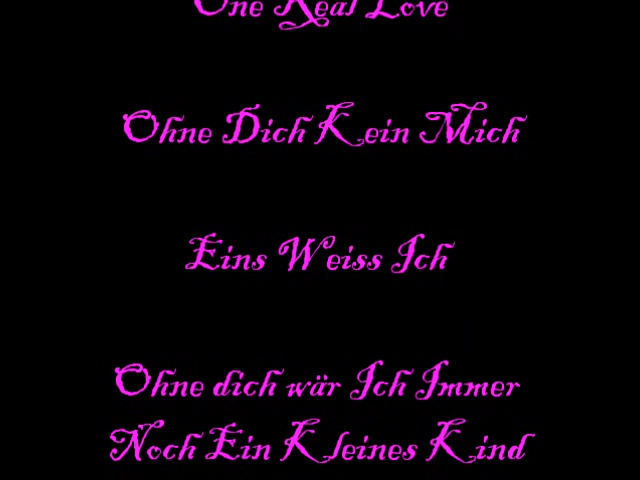 One Real Love
Ohne Dich Kein Mich
Eins Weiss Ich
Ohne dich wär Ich Immer
Noch Ein Kleines Kind